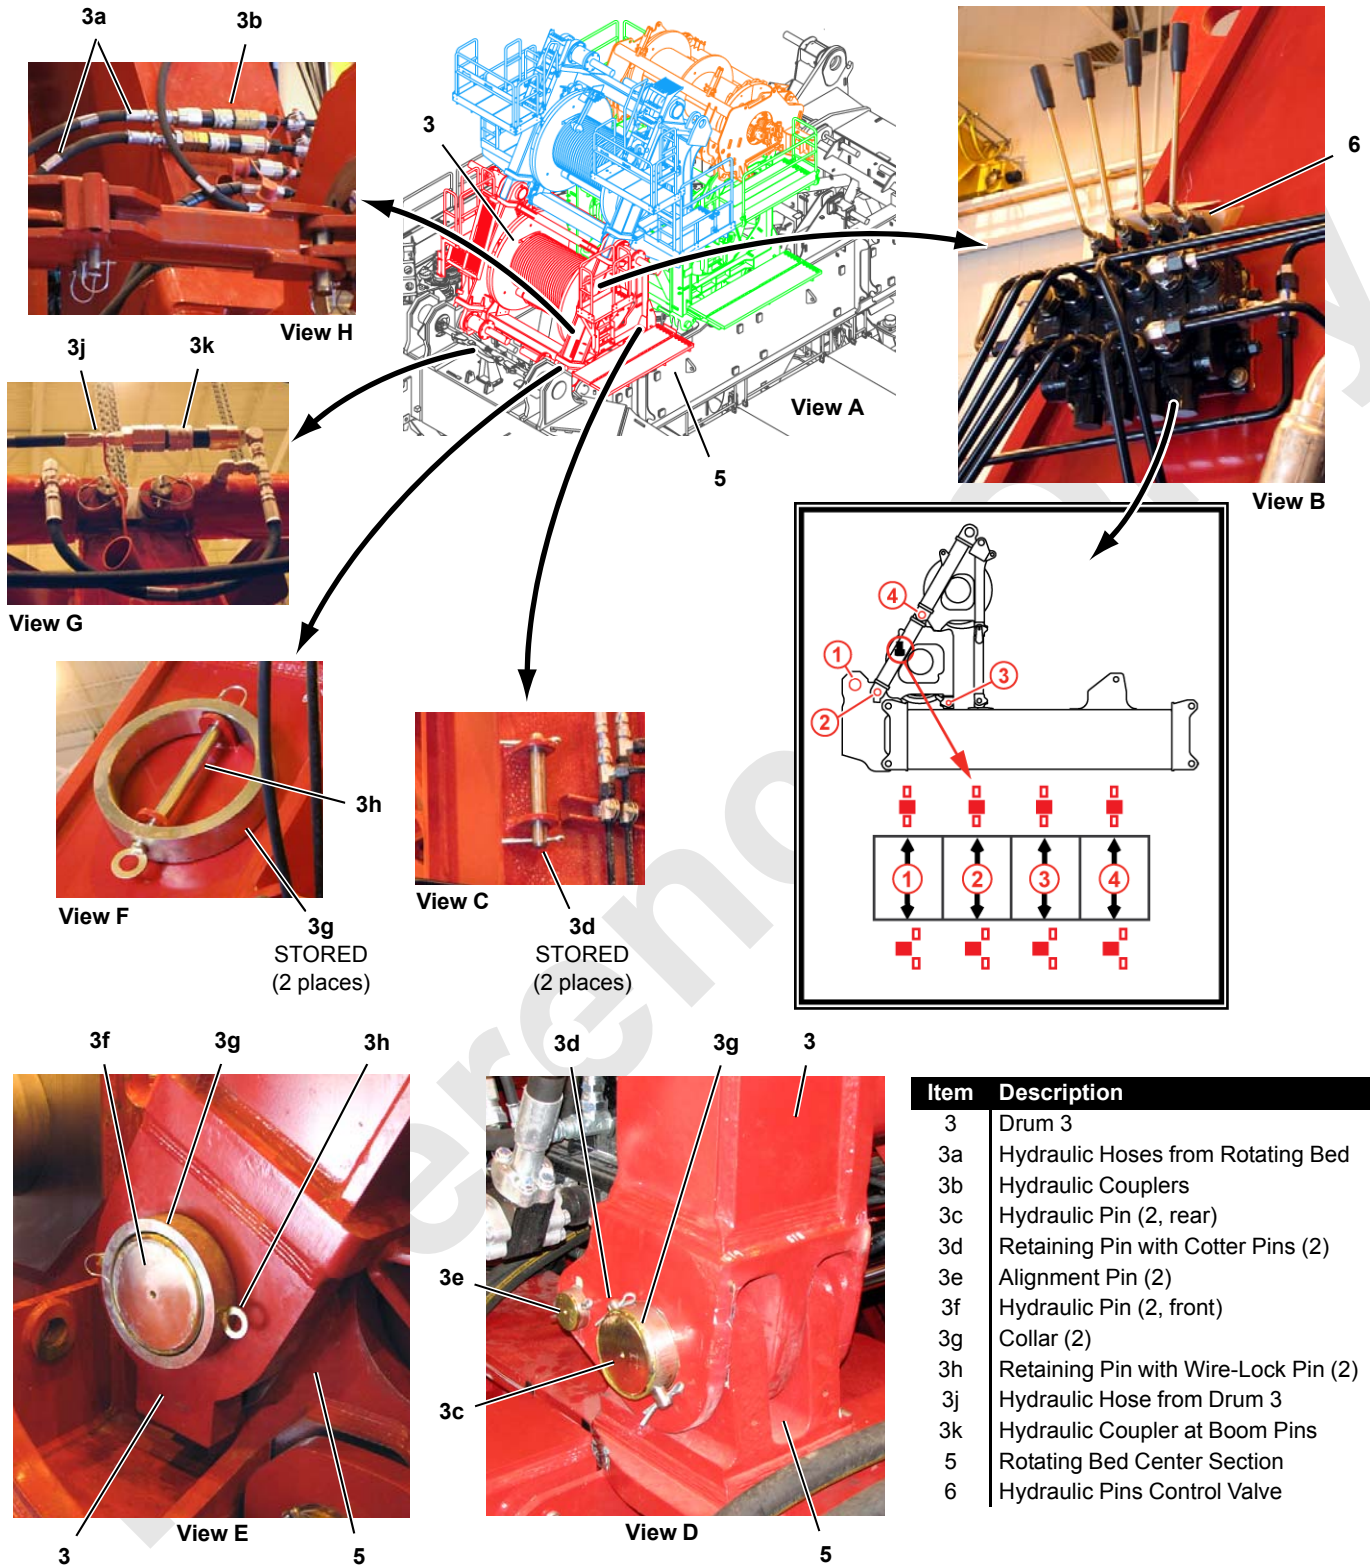 3a
3b
3
6
View H
View A
View B
3j
3k
5
View G
4
1
3
2
1
2
3
4
3h
View F
3g
STORED
(2 places)
View C
3d
STORED
(2 places)
3f
3g
3h
3d
3g
3
3e
3c
View E
3
5
View D
5
Item Description
3 Drum 3
3a Hydraulic Hoses from Rotating Bed
3b Hydraulic Couplers
3c Hydraulic Pin (2, rear)
3d Retaining Pin with Cotter Pins (2)
3e Alignment Pin (2)
3f Hydraulic Pin (2, front)
3g Collar (2)
3h Retaining Pin with Wire-Lock Pin (2)
3j Hydraulic Hose from Drum 3
3k Hydraulic Coupler at Boom Pins
5 Rotating Bed Center Section
6 Hydraulic Pins Control Valve